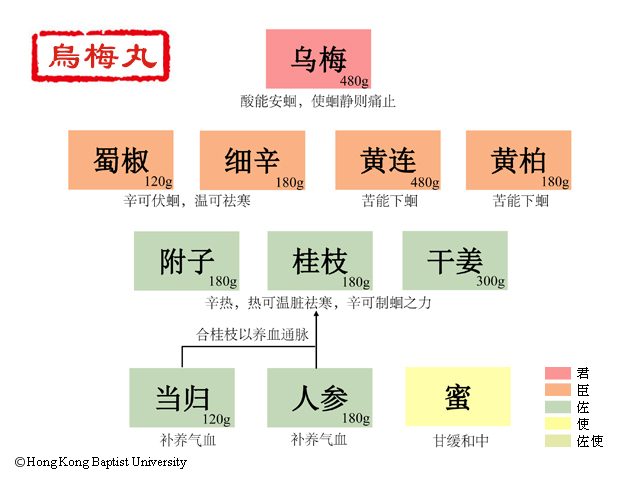 烏梅丸
乌梅
480g
酸能安蛔，使蛔静则痛止
蜀椒
120g
细辛
180g
黄连
480g
黄柏
180g
辛可伏蛔，温可祛寒
苦能下蛔
苦能下蛔
附子
180g
桂枝
180g
干姜
300g
辛热，热可温脏祛寒，辛可制蛔之力
合桂枝以养血通脉
当归
120g
人参
180g
蜜
补养气血
补养气血
甘缓和中
君
臣
佐
使
佐使
©Hong Kong Baptist University